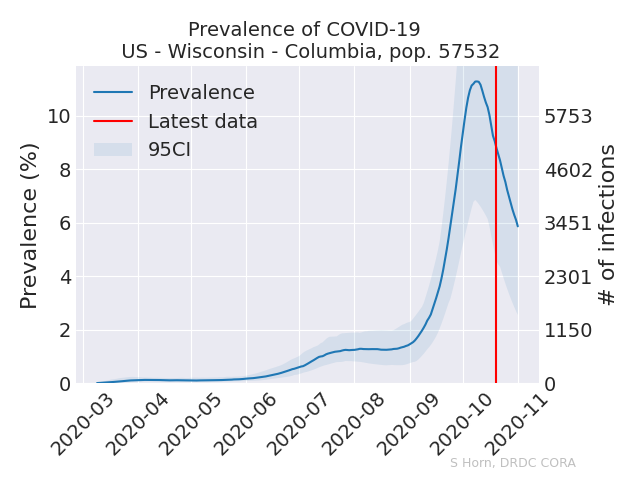 Prevalence of COVID-19
US - Wisconsin - Columbia, pop. 57532
Prevalence
Latest data
95CI
Prevalence (%)
10
8
6
4
2
0
5753
4602
3451
2301
1150
0
# of infections
2020-03
2020-04
2020-05
2020-06
2020-07
2020-08
2020-09
2020-10
2020-11
S Horn, DRDC CORA